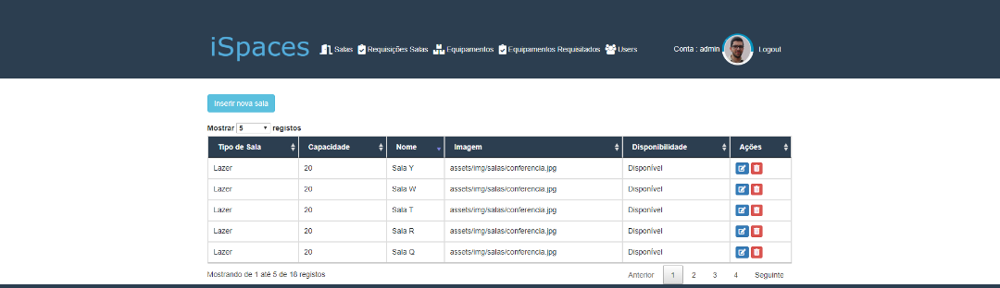 iSpaces Salas Requisições Salas Equipamentos Equipamentos Requisitados Users Conta : admin Logout
Inserir nova sala
Mostrar 5 registos
Tipo de Sala Capacidade Nome Imagem Disponibilidade Ações
Lazer 20 Sala Y assets/img/salas/conferencia.jpg Disponível
Lazer 20 Sala W assets/img/salas/conferencia.jpg Disponível
Lazer 20 Sala T assets/img/salas/conferencia.jpg Disponível
Lazer 20 Sala R assets/img/salas/conferencia.jpg Disponível
Lazer 20 Sala Q assets/img/salas/conferencia.jpg Disponível
Mostrando de 1 até 5 de 18 registos Anterior 1 2 3 4 Seguinte